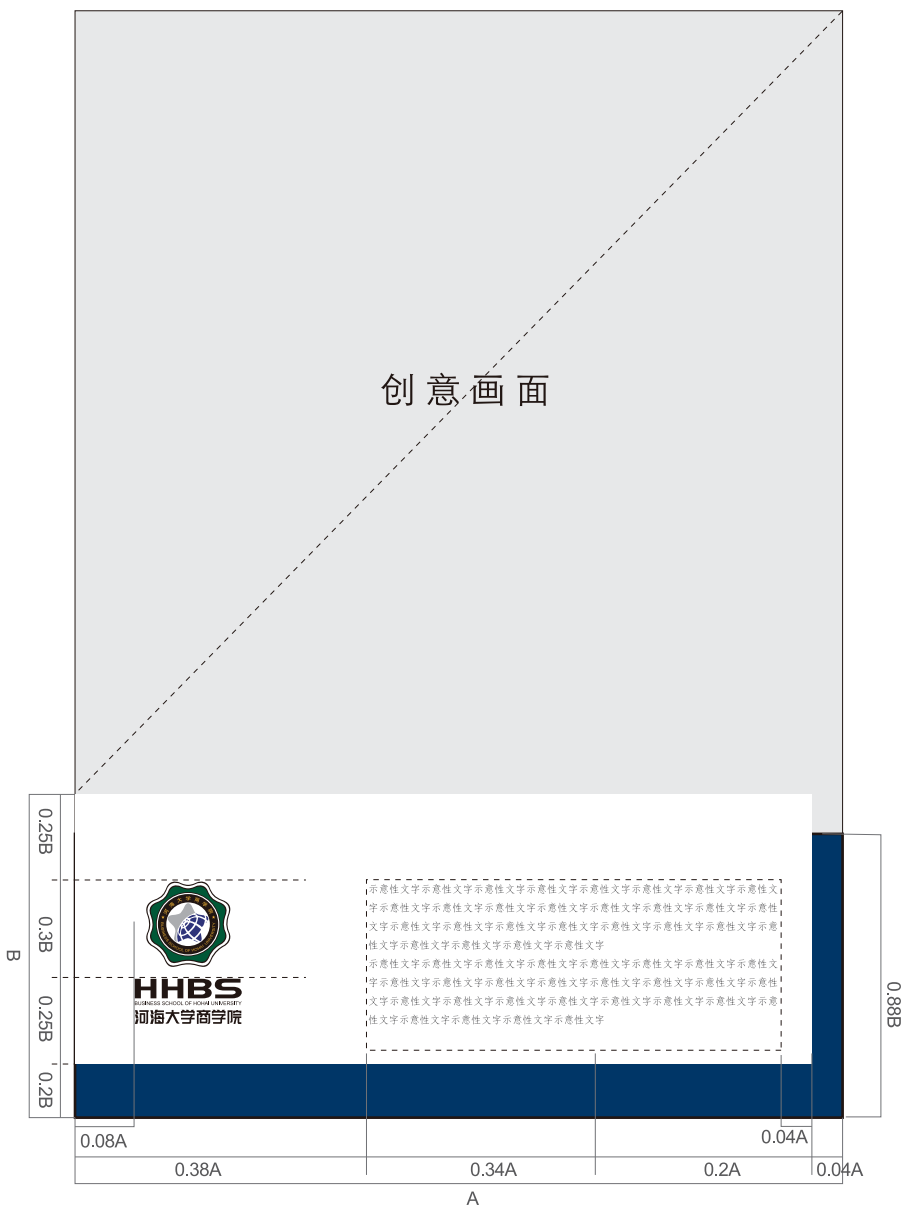 创意画面
0.25B
0.3B
B
0.25B
0.2B
0.88B
HHBS
BUSINESS SCHOOL OF HOHAI UNIVERSITY
河海大学商学院
示意性文字示意性文字示意性文字示意性文字示意性文字示意性文字示意性文字示意性文
字示意性文字示意性文字示意性文字示意性文字示意性文字示意性文字示意性文字示意性
文字示意性文字示意性文字示意性文字示意性文字示意性文字示意性文字示意性文字示意
性文字示意性文字示意性文字示意性文字示意性文字
示意性文字示意性文字示意性文字示意性文字示意性文字示意性文字示意性文字示意性文
字示意性文字示意性文字示意性文字示意性文字示意性文字示意性文字示意性文字示意性
文字示意性文字示意性文字示意性文字示意性文字示意性文字示意性文字示意性文字示意
性文字示意性文字示意性文字示意性文字示意性文字
0.08A
0.04A
0.38A
0.34A
0.2A
0.04A
A